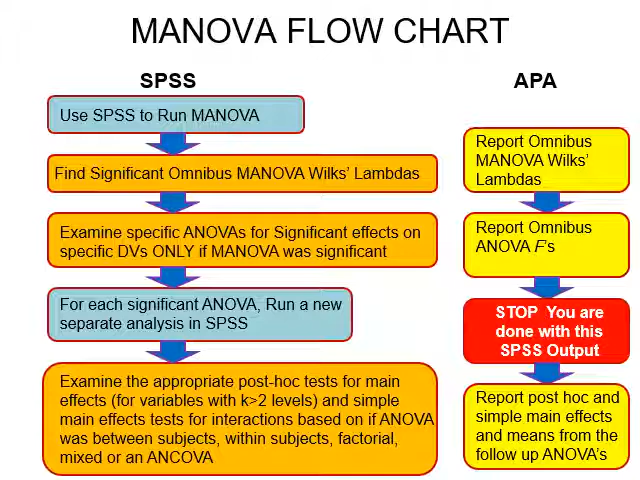 MANOVA FLOW CHART
SPSS
Use SPSS to Run MANOVA
Find Significant Omnibus MANOVA Wilks' Lambdas
Examine specific ANOVAs for Significant effects on
specific DVs ONLY if MANOVA was significant
For each significant ANOVA, Run a new
separate analysis in SPSS
Examine the appropriate post-hoc tests for main
effects (for variables with k>2 levels) and simple
main effects tests for interactions based on if ANOVA
was between subjects, within subjects, factorial,
mixed or an ANCOVA
APA
Report Omnibus
MANOVA Wilks'
Lambdas
Report Omnibus
ANOVA F's
STOP You are
done with this
SPSS Output
Report post hoc and
simple main effects
and means from the
follow up ANOVA's